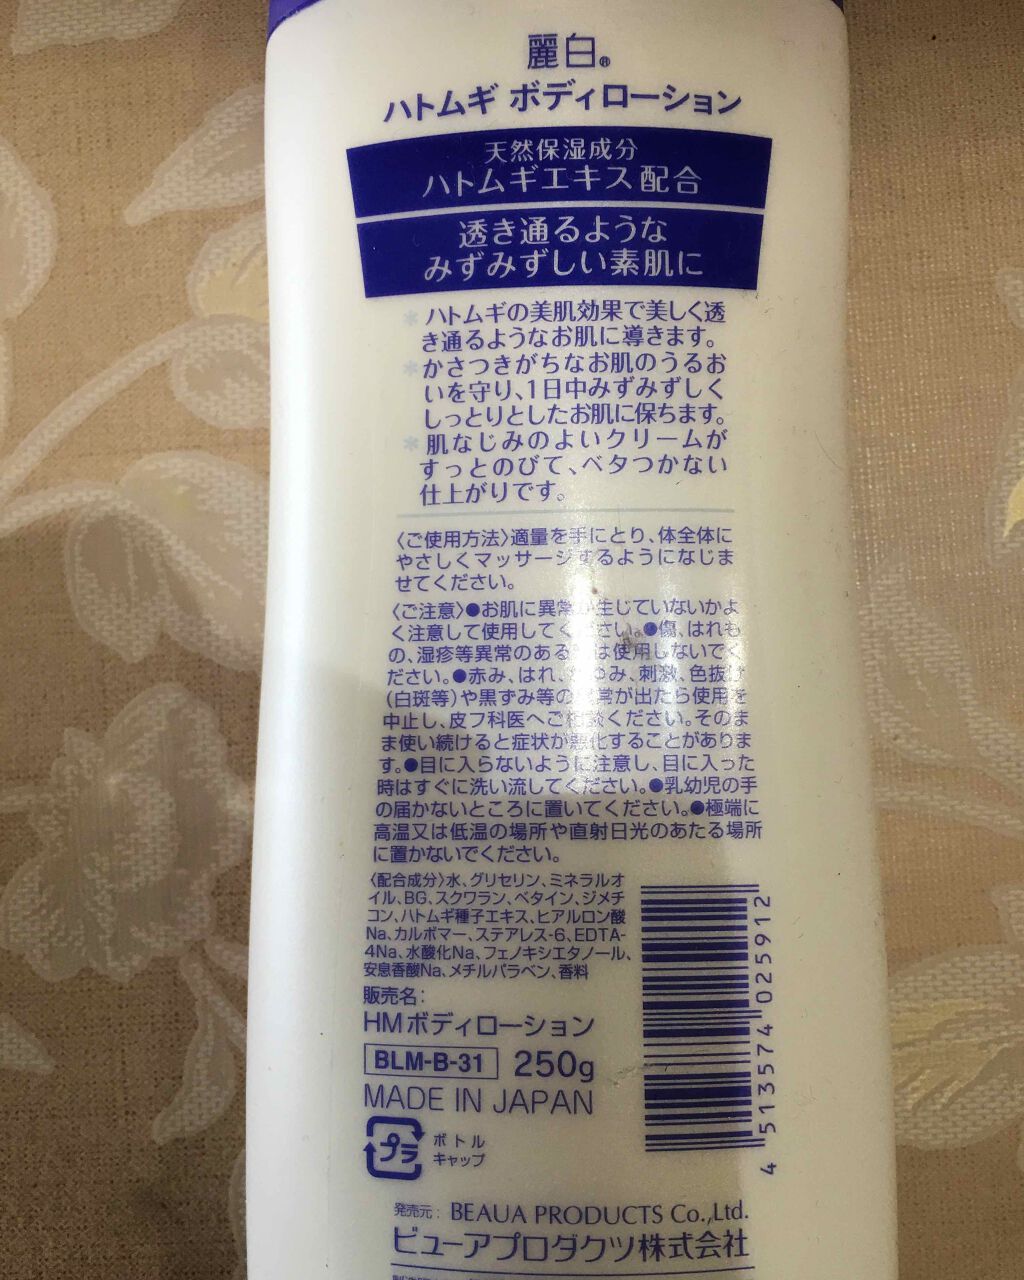 麗白®
ハトムギ ボディローション
天然保湿成分
ハトムギエキス配合
透き通るような
みずみずしい素肌に
*ハトムギの美肌効果で美しく透
き通るようなお肌に導きます。
*かさつきがちなお肌のうるお
いを守り、1日中みずみずしく
しっとりとしたお肌に保ちます。
*肌なじみのよいクリームが
すっとのびて、ベタつかない
仕上がりです。
〈ご使用方法〉適量を手にとり、体全体に
やさしくマッサージするようになじま
せてください。
〈ご注意〉●お肌に異常が生じていないかよ
く注意して使用してください。●傷、はれも
の、湿疹等異常のある は使用しないでく
ださい。●赤み、はれ、かゆみ、刺激、色抜け
(白斑等)や黒ずみ等の異常が出たら使用を
中止し、皮フ科医へご相談ください。そのま
ま使い続けると症状が悪化することがありま
す。●目に入らないように注意し、目に入った
時はすぐに洗い流してください。●乳幼児の手
の届かないところに置いてください。●極端に
高温又は低温の場所や直射日光のあたる場所
に置かないでください。
〈配合成分〉水、グリセリン、ミネラルオ
イル、BG、スクワラン、ベタイン、ジメチ
コン、ハトムギ種子エキス、ヒアルロン酸
Na、カルボマー、ステアレス-6、EDTA-
4Na、水酸化Na、フェノキシエタノール、
安息香酸Na、メチルパラベン、香料
販売名:
HMボディローション
BLM-B-31 250g
MADE IN JAPAN
プラ
ボトル
キャップ
4 513574 025912
発売元: BEAUA PRODUCTS Co.,Ltd.
ビューアプロダクツ株式会社